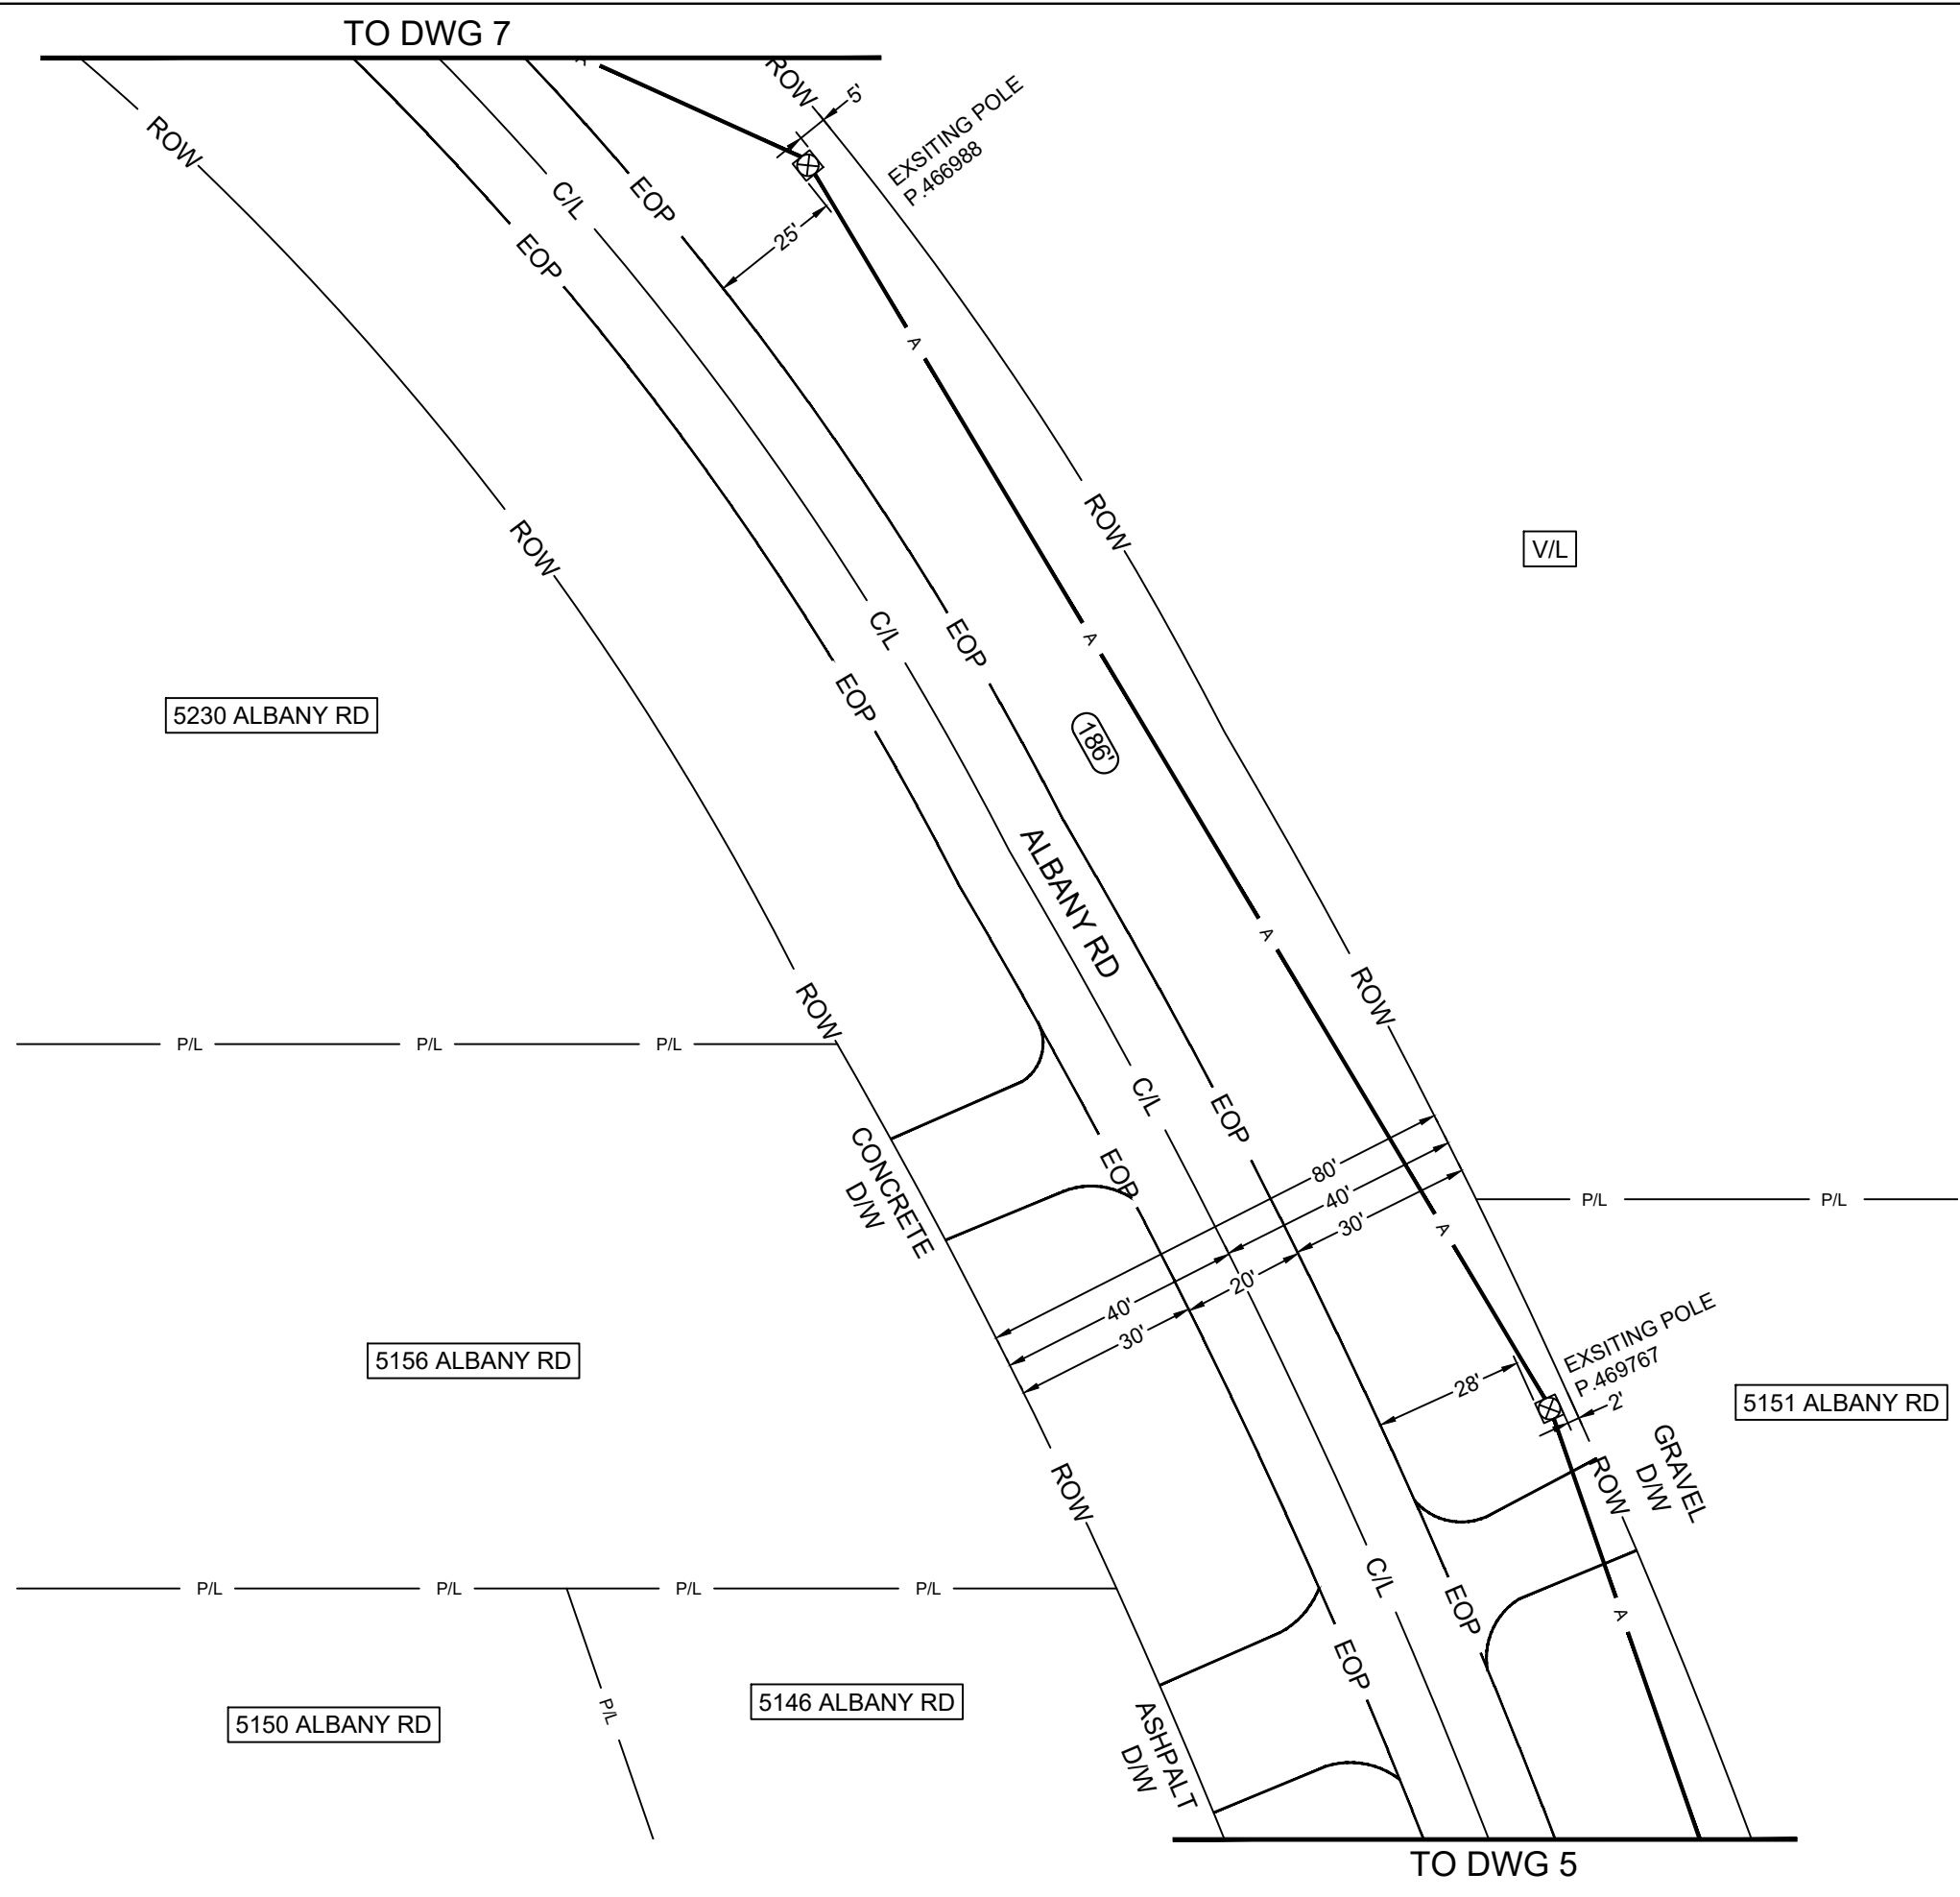 TO DWG 7
ROW
5'
EXSITING POLE
P.466988
ROW
C/L
EOP
EOP
25'
A
ROW
ROW
V/L
C/L
EOP
A
5230 ALBANY RD
EOP
186'
ALBANY RD
A
ROW
ROW
P/L
P/L
P/L
C/L
EOP
CONCRETE
D/W
EOP
80'
40'
30'
P/L
P/L
A
20'
40'
30'
EXSITING POLE
P.469767
5156 ALBANY RD
28'
2'
5151 ALBANY RD
GRAVEL
D/W
ROW
ROW
P/L
P/L
P/L
P/L
C/L
EOP
A
EOP
5150 ALBANY RD
P/L
5146 ALBANY RD
ASHPALT
D/W
TO DWG 5